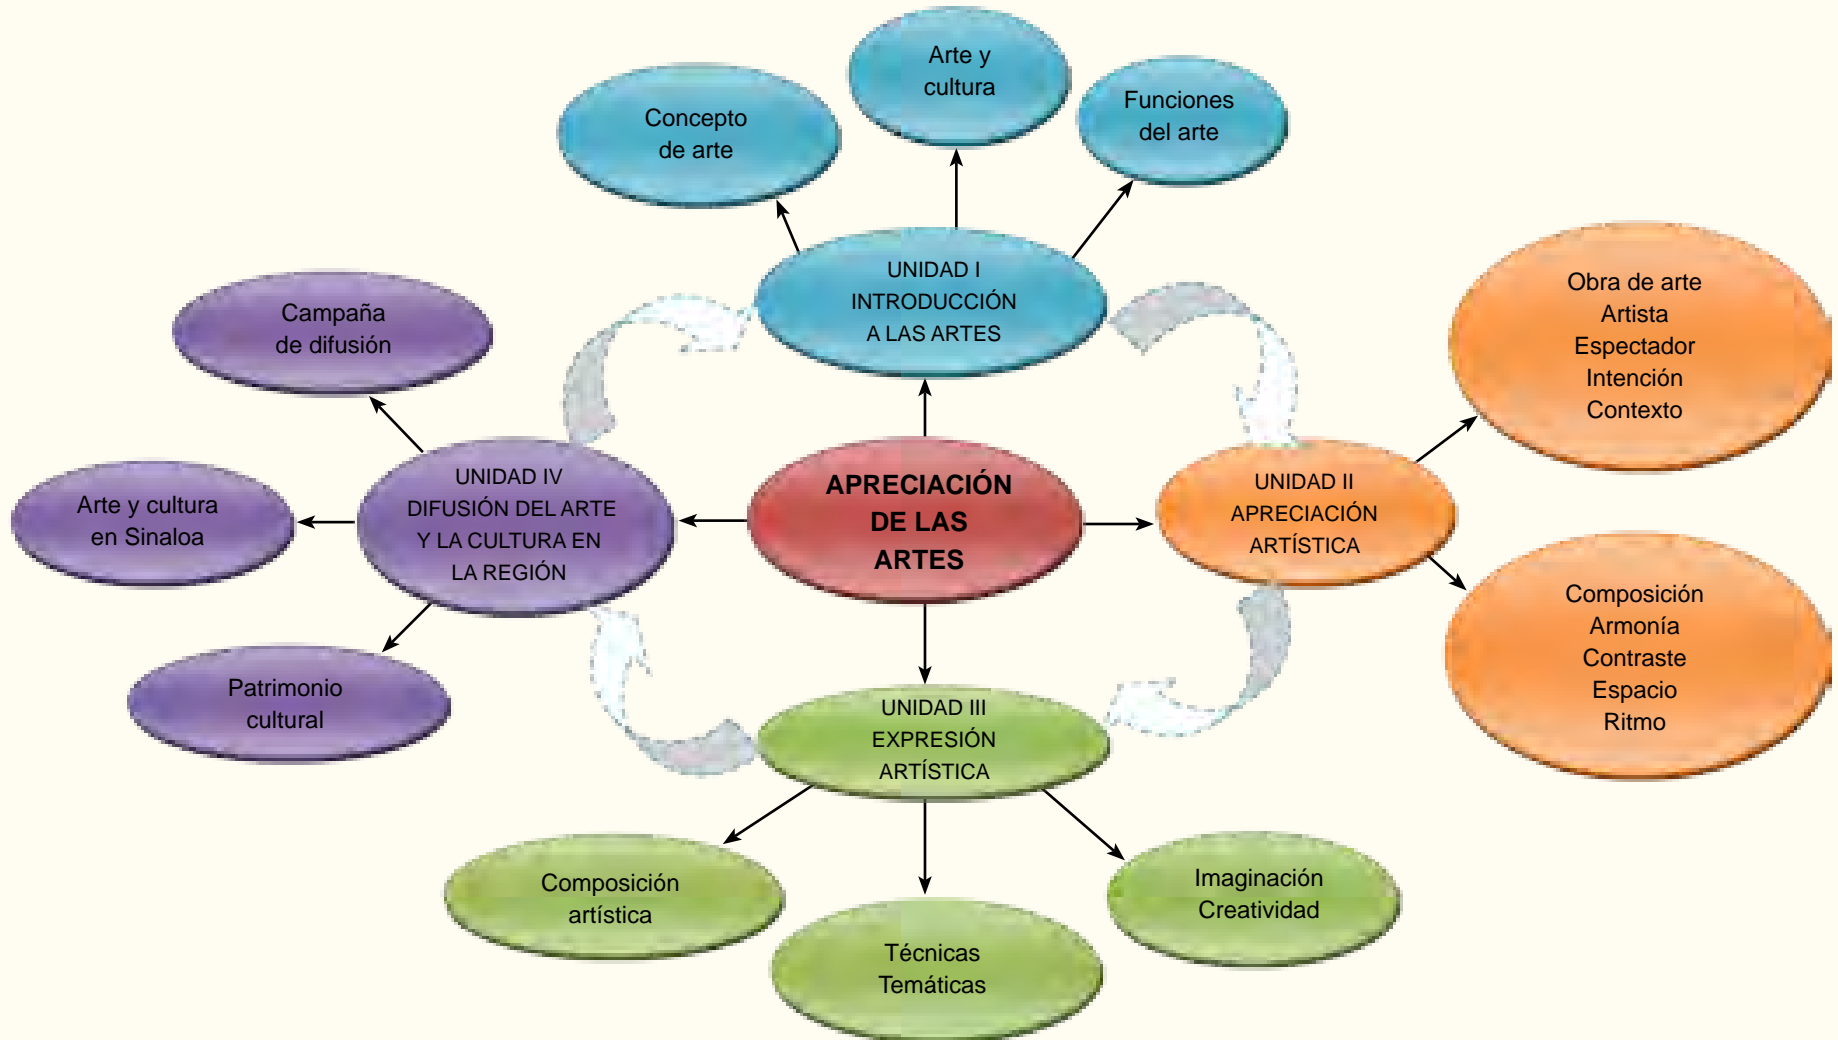 Arte y
cultura
Concepto
de arte
Funciones
del arte
UNIDAD I
INTRODUCCIÓN
A LAS ARTES
Campaña
de difusión
Obra de arte
Artista
Espectador
Intención
Contexto
UNIDAD IV
DIFUSIÓN DEL ARTE
Y LA CULTURA EN
LA REGIÓN
APRECIACIÓN
DE LAS
ARTES
UNIDAD II
APRECIACIÓN
ARTÍSTICA
Arte y cultura
en Sinaloa
Composición
Armonía
Contraste
Espacio
Ritmo
Patrimonio
cultural
UNIDAD III
EXPRESIÓN
ARTÍSTICA
Composición
artística
Técnicas
Temáticas
Imaginación
Creatividad